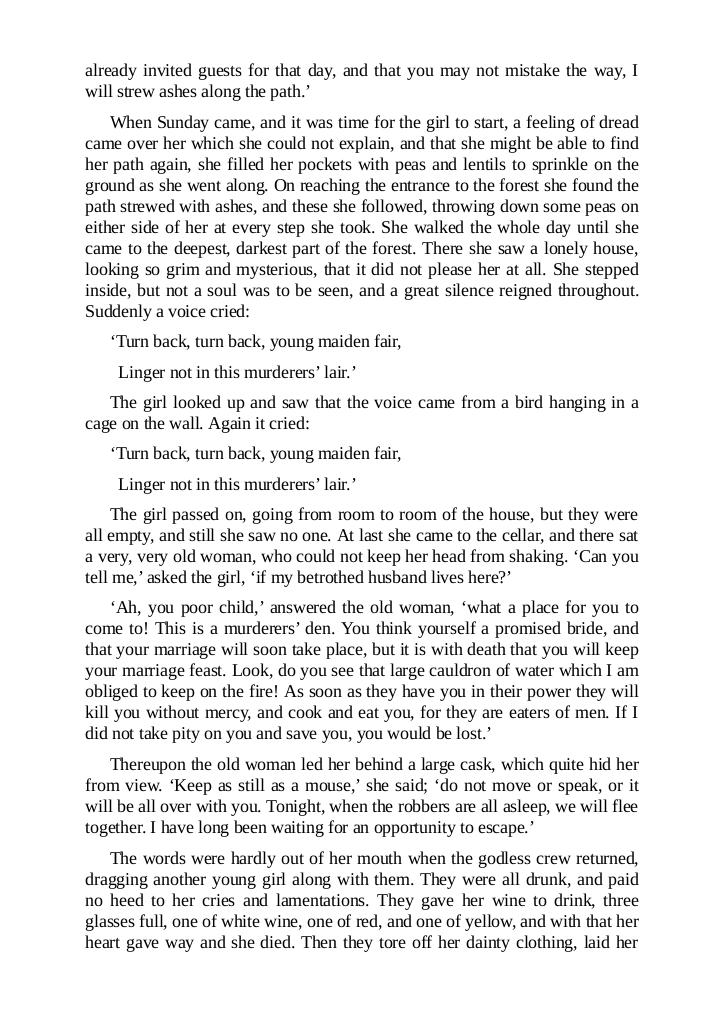 already invited guests for that day, and that you may not mistake the way, I
will strew ashes along the path.’
When Sunday came, and it was time for the girl to start, a feeling of dread
came over her which she could not explain, and that she might be able to find
her path again, she filled her pockets with peas and lentils to sprinkle on the
ground as she went along. On reaching the entrance to the forest she found the
path strewed with ashes, and these she followed, throwing down some peas on
either side of her at every step she took. She walked the whole day until she
came to the deepest, darkest part of the forest. There she saw a lonely house,
looking so grim and mysterious, that it did not please her at all. She stepped
inside, but not a soul was to be seen, and a great silence reigned throughout.
Suddenly a voice cried:
‘Turn back, turn back, young maiden fair,
Linger not in this murderers’ lair.’
The girl looked up and saw that the voice came from a bird hanging in a
cage on the wall. Again it cried:
‘Turn back, turn back, young maiden fair,
Linger not in this murderers’ lair.’
The girl passed on, going from room to room of the house, but they were
all empty, and still she saw no one. At last she came to the cellar, and there sat
a very, very old woman, who could not keep her head from shaking. ‘Can you
tell me,’ asked the girl, ‘if my betrothed husband lives here?’
‘Ah, you poor child,’ answered the old woman, ‘what a place for you to
come to! This is a murderers’ den. You think yourself a promised bride, and
that your marriage will soon take place, but it is with death that you will keep
your marriage feast. Look, do you see that large cauldron of water which I am
obliged to keep on the fire! As soon as they have you in their power they will
kill you without mercy, and cook and eat you, for they are eaters of men. If I
did not take pity on you and save you, you would be lost.’
Thereupon the old woman led her behind a large cask, which quite hid her
from view. ‘Keep as still as a mouse,’ she said; ‘do not move or speak, or it
will be all over with you. Tonight, when the robbers are all asleep, we will flee
together. I have long been waiting for an opportunity to escape.’
The words were hardly out of her mouth when the godless crew returned,
dragging another young girl along with them. They were all drunk, and paid
no heed to her cries and lamentations. They gave her wine to drink, three
glasses full, one of white wine, one of red, and one of yellow, and with that her
heart gave way and she died. Then they tore off her dainty clothing, laid her